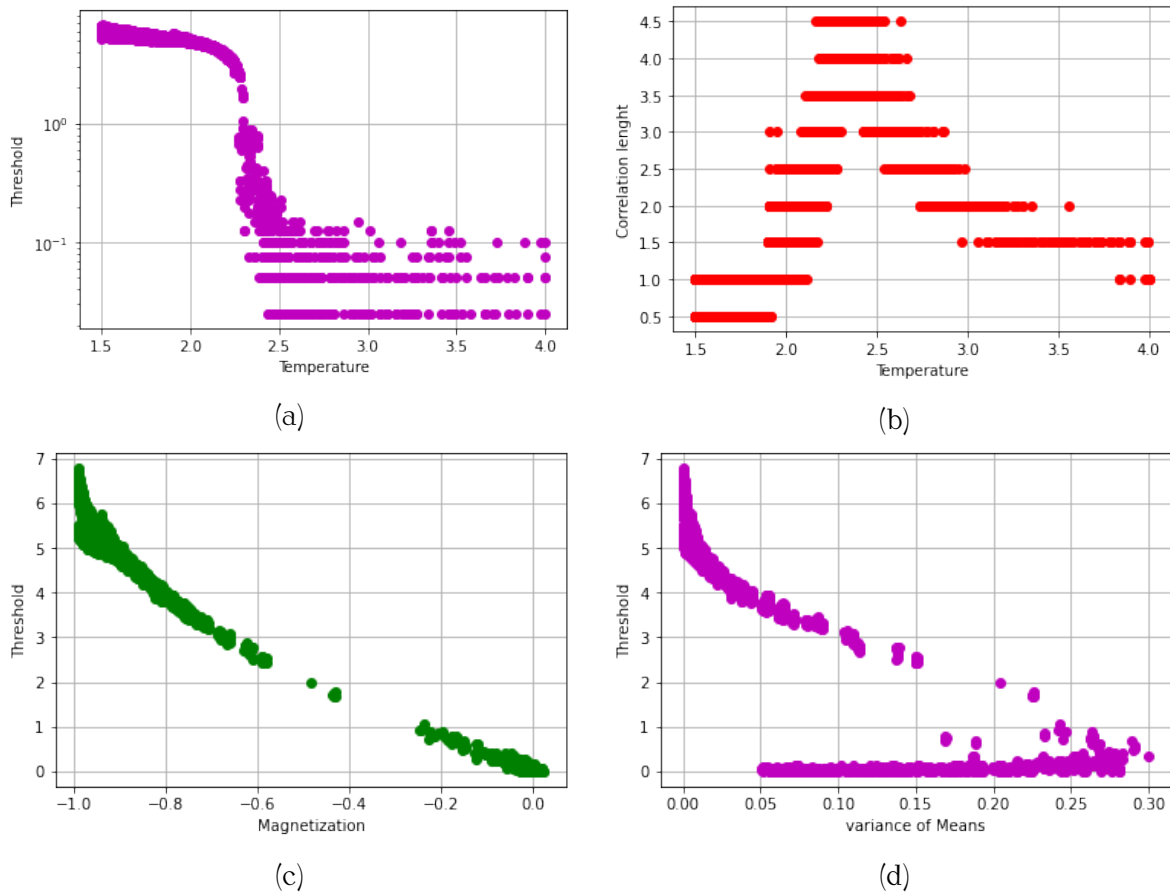 Threshold
10^0
10^-1
1.5 2.0 2.5 3.0 3.5 4.0
Temperature
(a)
Correlation lenght
4.5
4.0
3.5
3.0
2.5
2.0
1.5
1.0
0.5
1.5 2.0 2.5 3.0 3.5 4.0
Temperature
(b)
Threshold
7
6
5
4
3
2
1
0
−1.0 −0.8 −0.6 −0.4 −0.2 0.0
Magnetization
(c)
Threshold
7
6
5
4
3
2
1
0
0.00 0.05 0.10 0.15 0.20 0.25 0.30
variance of Means
(d)